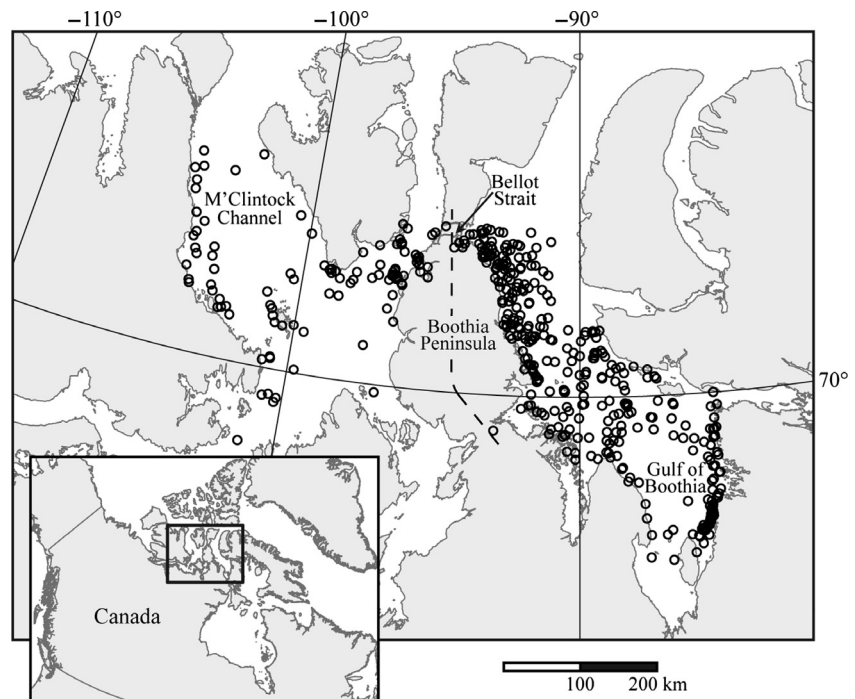 −110°
−100°
−90°
Bellot
Strait
M'Clintock
Channel
Boothia
Peninsula
70°
Gulf of
Boothia
Canada
100
200 km